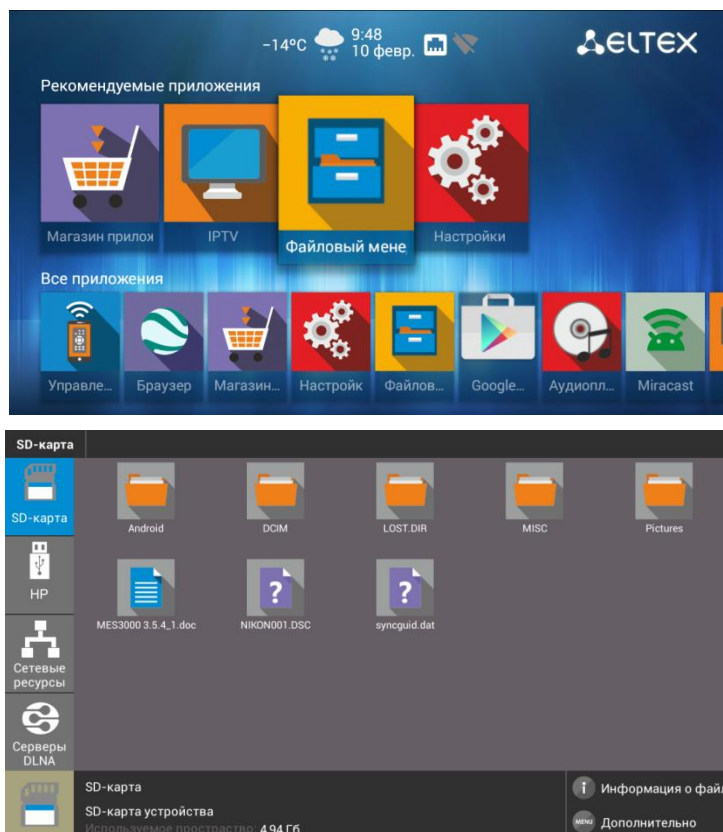 -14ºC
9:48
10 февр.
ELTEX
Рекомендуемые приложения
Магазин прилож
IPTV
Файловый мене
Настройки
Все приложения
Управле...
Браузер
Магазин...
Настройк
Файлов...
Google...
Аудиопл...
Miracast
SD-карта
SD-карта
Android
DCIM
LOST.DIR
MISC
Pictures
HP
MES3000 3.5.4_1.doc
NIKON001.DSC
syncguid.dat
Сетевые
ресурсы
Серверы
DLNA
SD-карта
Информация о файл
SD-карта устройства
Используемое простраство: 4.94 Гб
MENU Дополнительно